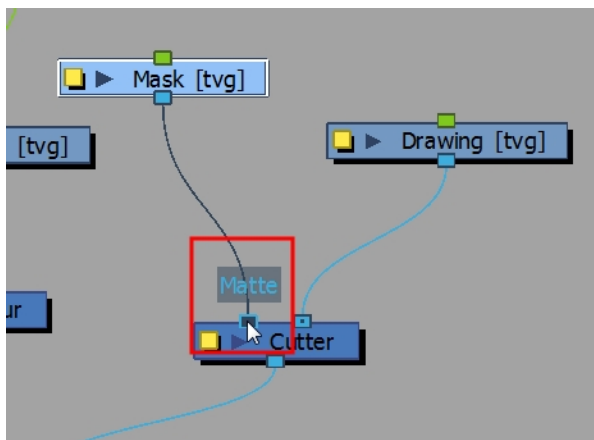 Mask [tvg]
Drawing [tvg]
[tvg]
Matte
ur
Cutter